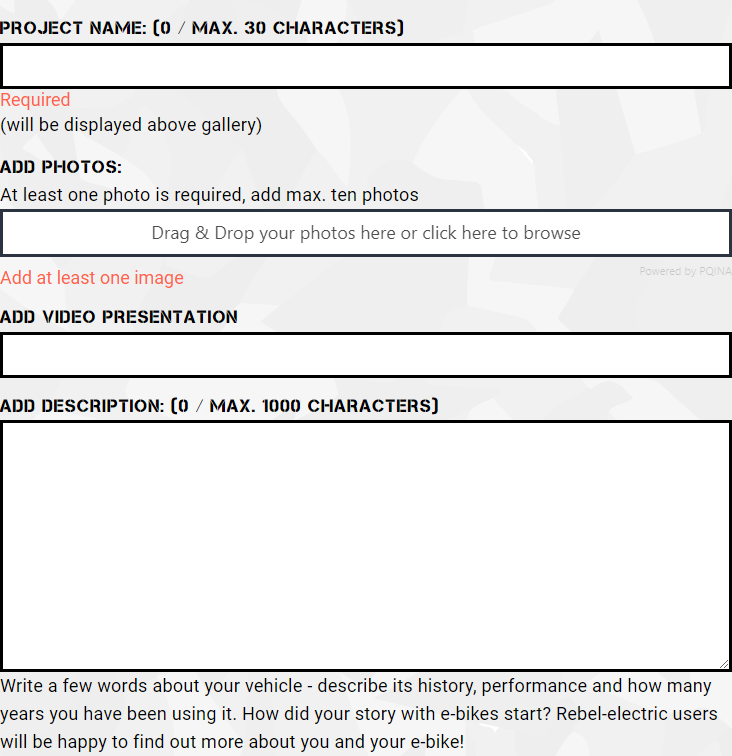 PROJECT NAME: (0 / MAX. 30 CHARACTERS)
Required
(will be displayed above gallery)
ADD PHOTOS:
At least one photo is required, add max. ten photos
Drag & Drop your photos here or click here to browse
Powered by PQINA
Add at least one image
ADD VIDEO PRESENTATION
ADD DESCRIPTION: (0 / MAX. 1000 CHARACTERS)
Write a few words about your vehicle - describe its history, performance and how many
years you have been using it. How did your story with e-bikes start? Rebel-electric users
will be happy to find out more about you and your e-bike!